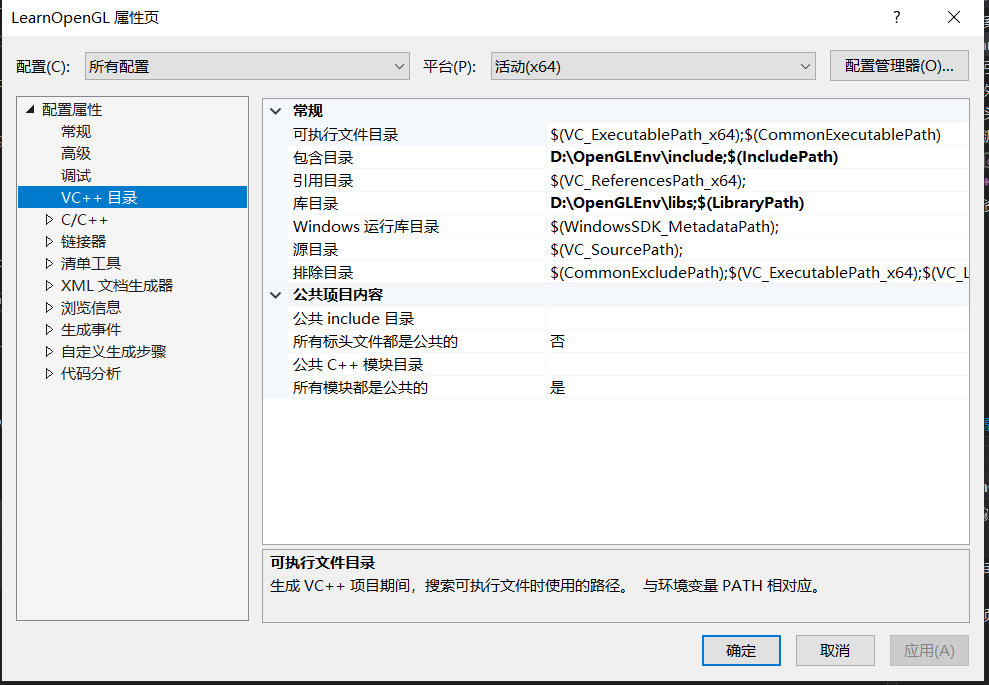 LearnOpenGL 属性页
配置(C): 所有配置 平台(P): 活动(x64) 配置管理器(O)...
配置属性
常规
高级
调试
VC++ 目录
C/C++
链接器
清单工具
XML 文档生成器
浏览信息
生成事件
自定义生成步骤
代码分析
常规
可执行文件目录 $(VC_ExecutablePath_x64);$(CommonExecutablePath)
包含目录 D:\OpenGLEnv\include;$(IncludePath)
引用目录 $(VC_ReferencesPath_x64);
库目录 D:\OpenGLEnv\libs;$(LibraryPath)
Windows 运行库目录 $(WindowsSDK_MetadataPath);
源目录 $(VC_SourcePath);
排除目录 $(CommonExcludePath);$(VC_ExecutablePath_x64);$(VC_L
公共项目内容
公共 include 目录
所有标头文件都是公共的 否
公共 C++ 模块目录
所有模块都是公共的 是
可执行文件目录
生成 VC++ 项目期间，搜索可执行文件时使用的路径。 与环境变量 PATH 相对应。
确定 取消 应用(A)